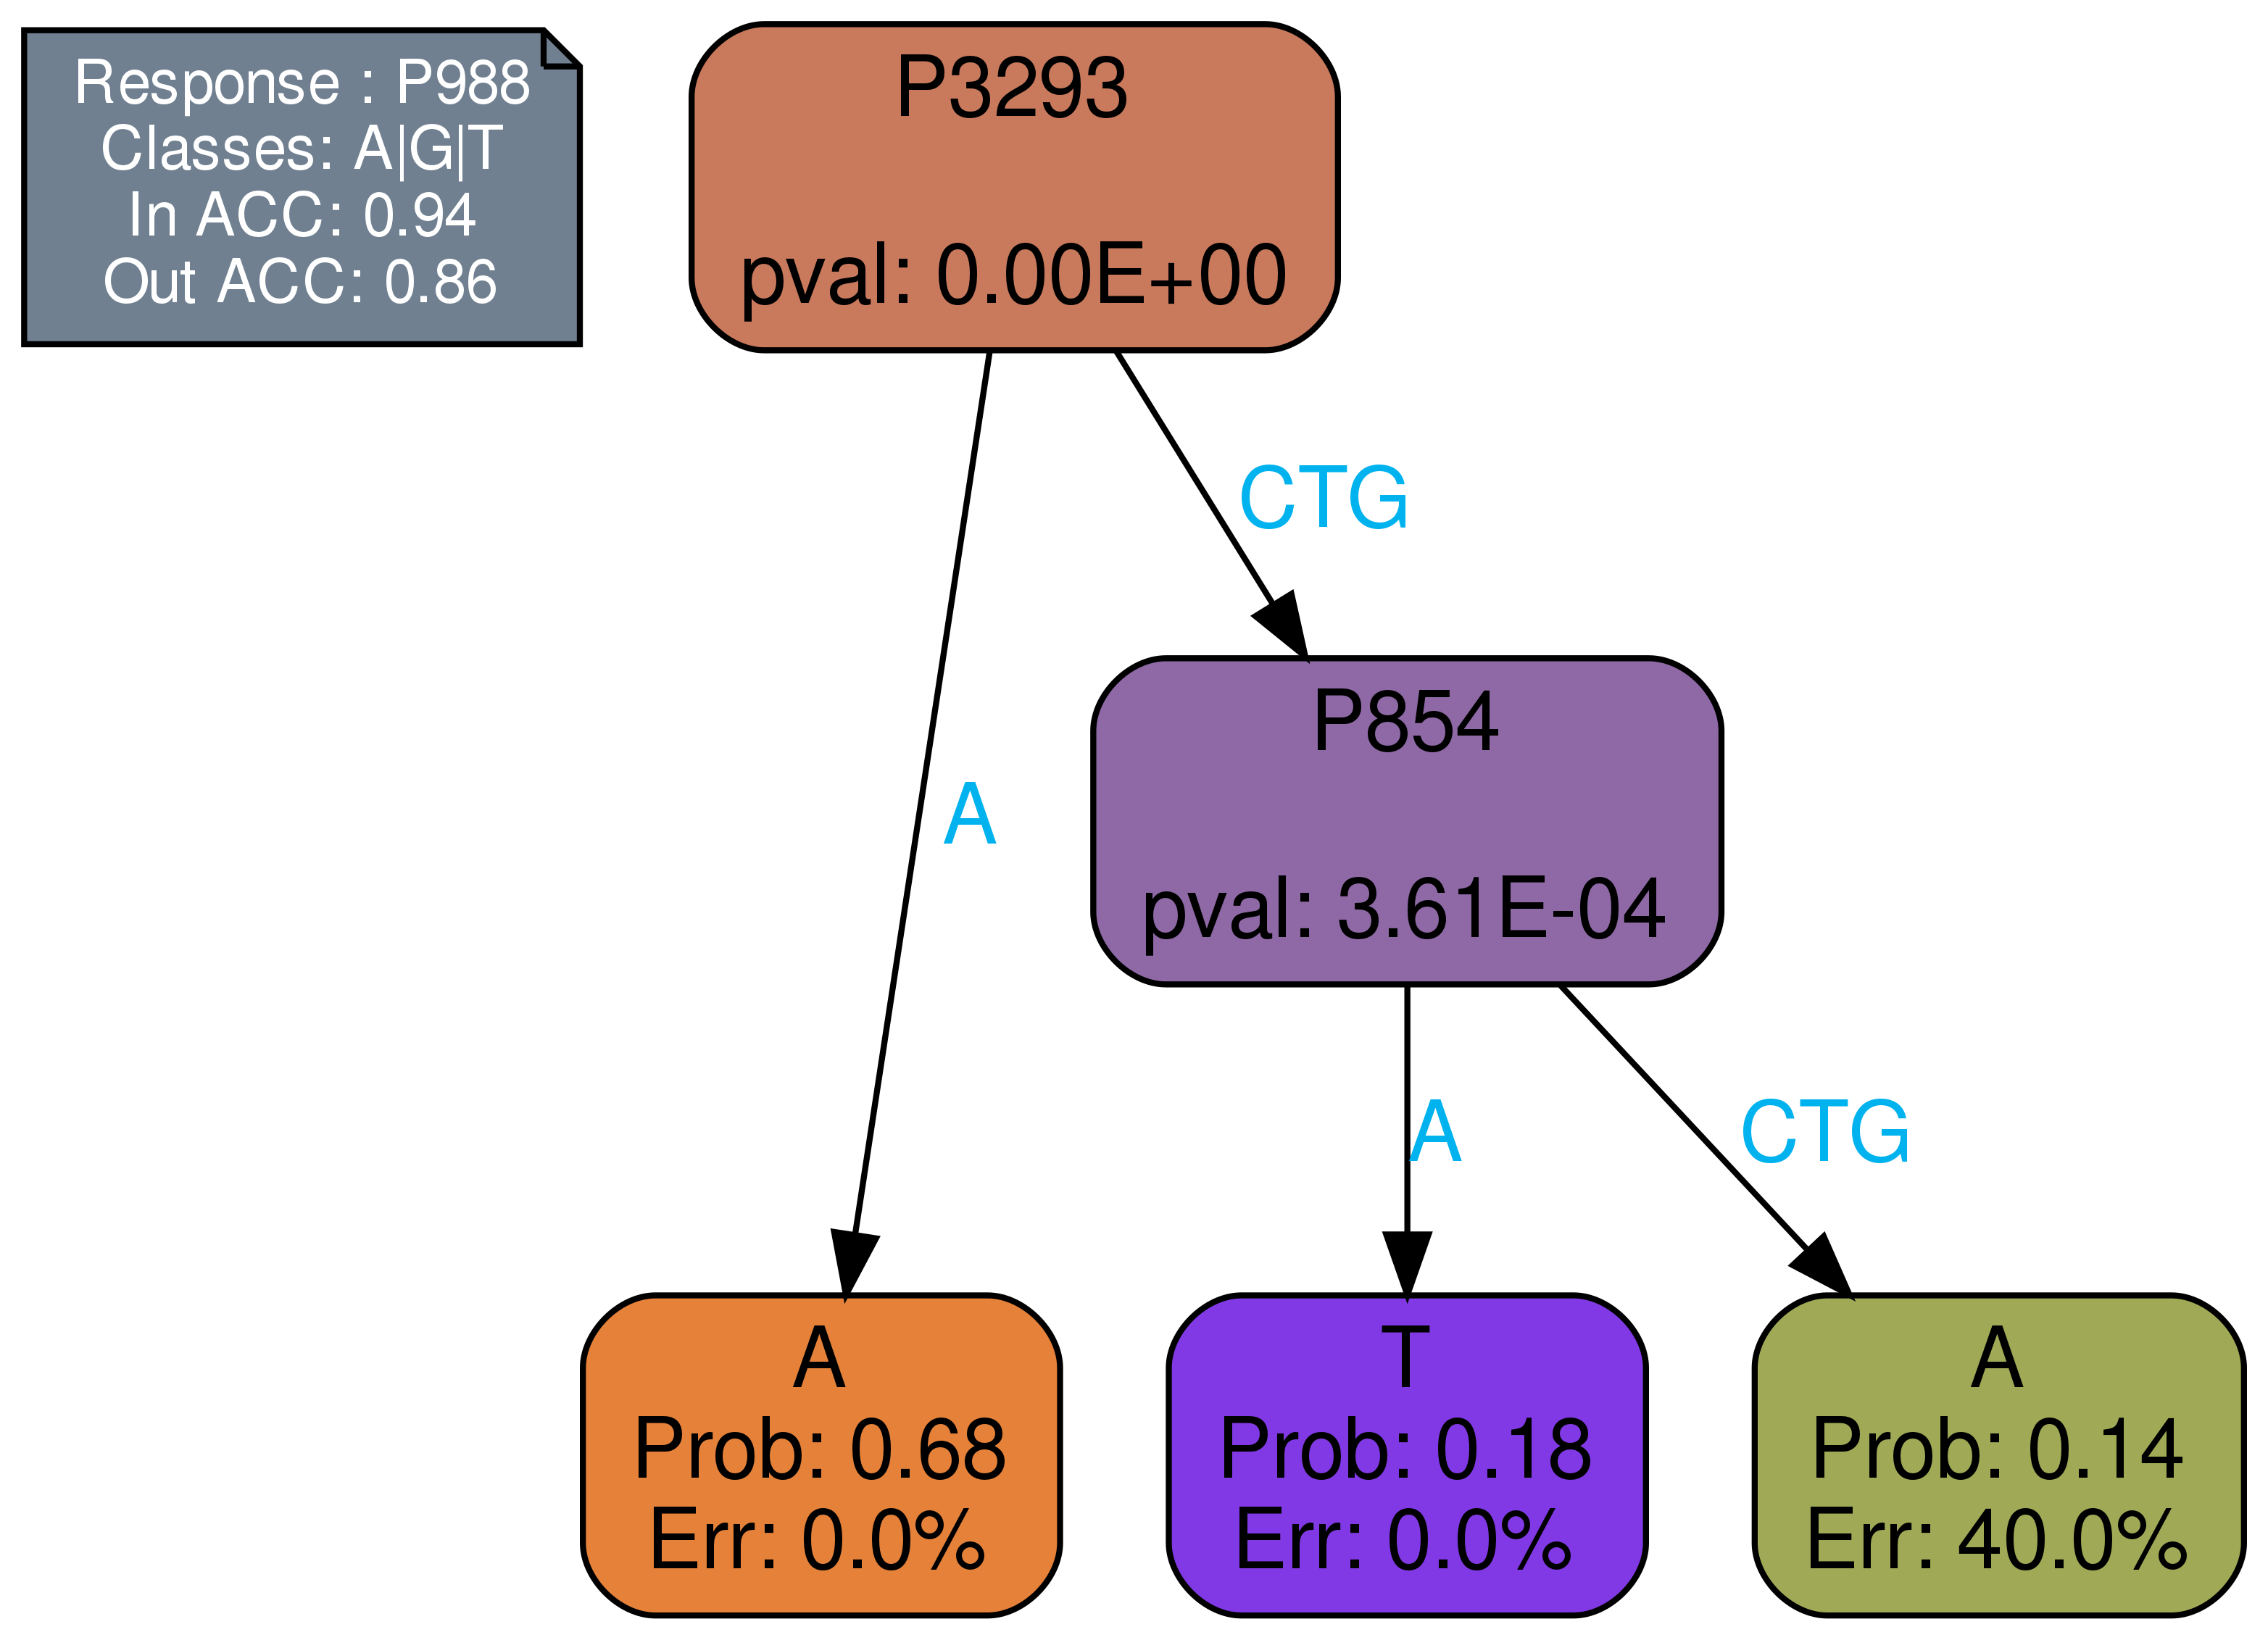 Response : P988
Classes: A|G|T
In ACC: 0.94
Out ACC: 0.86
P3293
pval: 0.00E+00
CTG
A
P854
pval: 3.61E-04
A
CTG
A
Prob: 0.68
Err: 0.0%
T
Prob: 0.18
Err: 0.0%
A
Prob: 0.14
Err: 40.0%